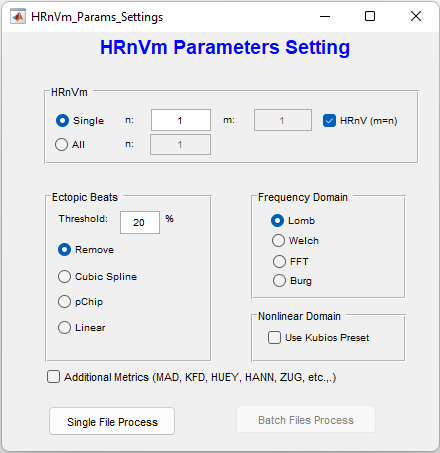 HRnVm_Params_Settings
HRnVm Parameters Setting
HRnVm
Single n: 1 m: 1 HRnV (m=n)
All n: 1
Ectopic Beats
Threshold: 20 %
Remove
Cubic Spline
pChip
Linear
Frequency Domain
Lomb
Welch
FFT
Burg
Nonlinear Domain
Use Kubios Preset
Additional Metrics (MAD, KFD, HUEY, HANN, ZUG, etc.,.)
Single File Process
Batch Files Process